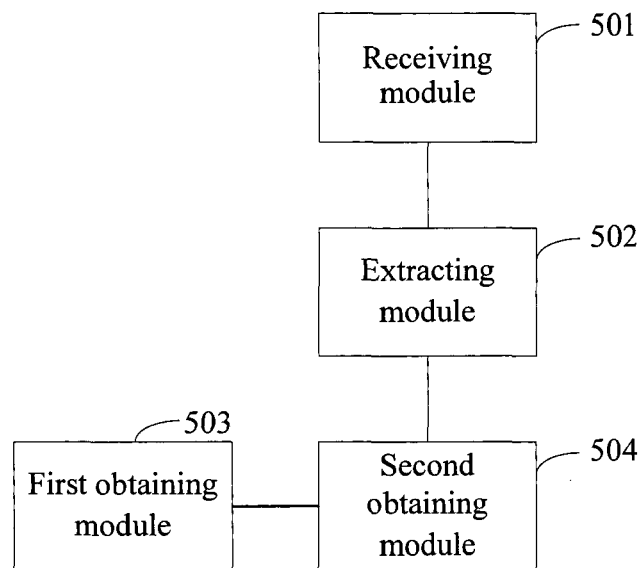 501
Receiving
module
502
Extracting
module
503
First obtaining
module
504
Second
obtaining
module